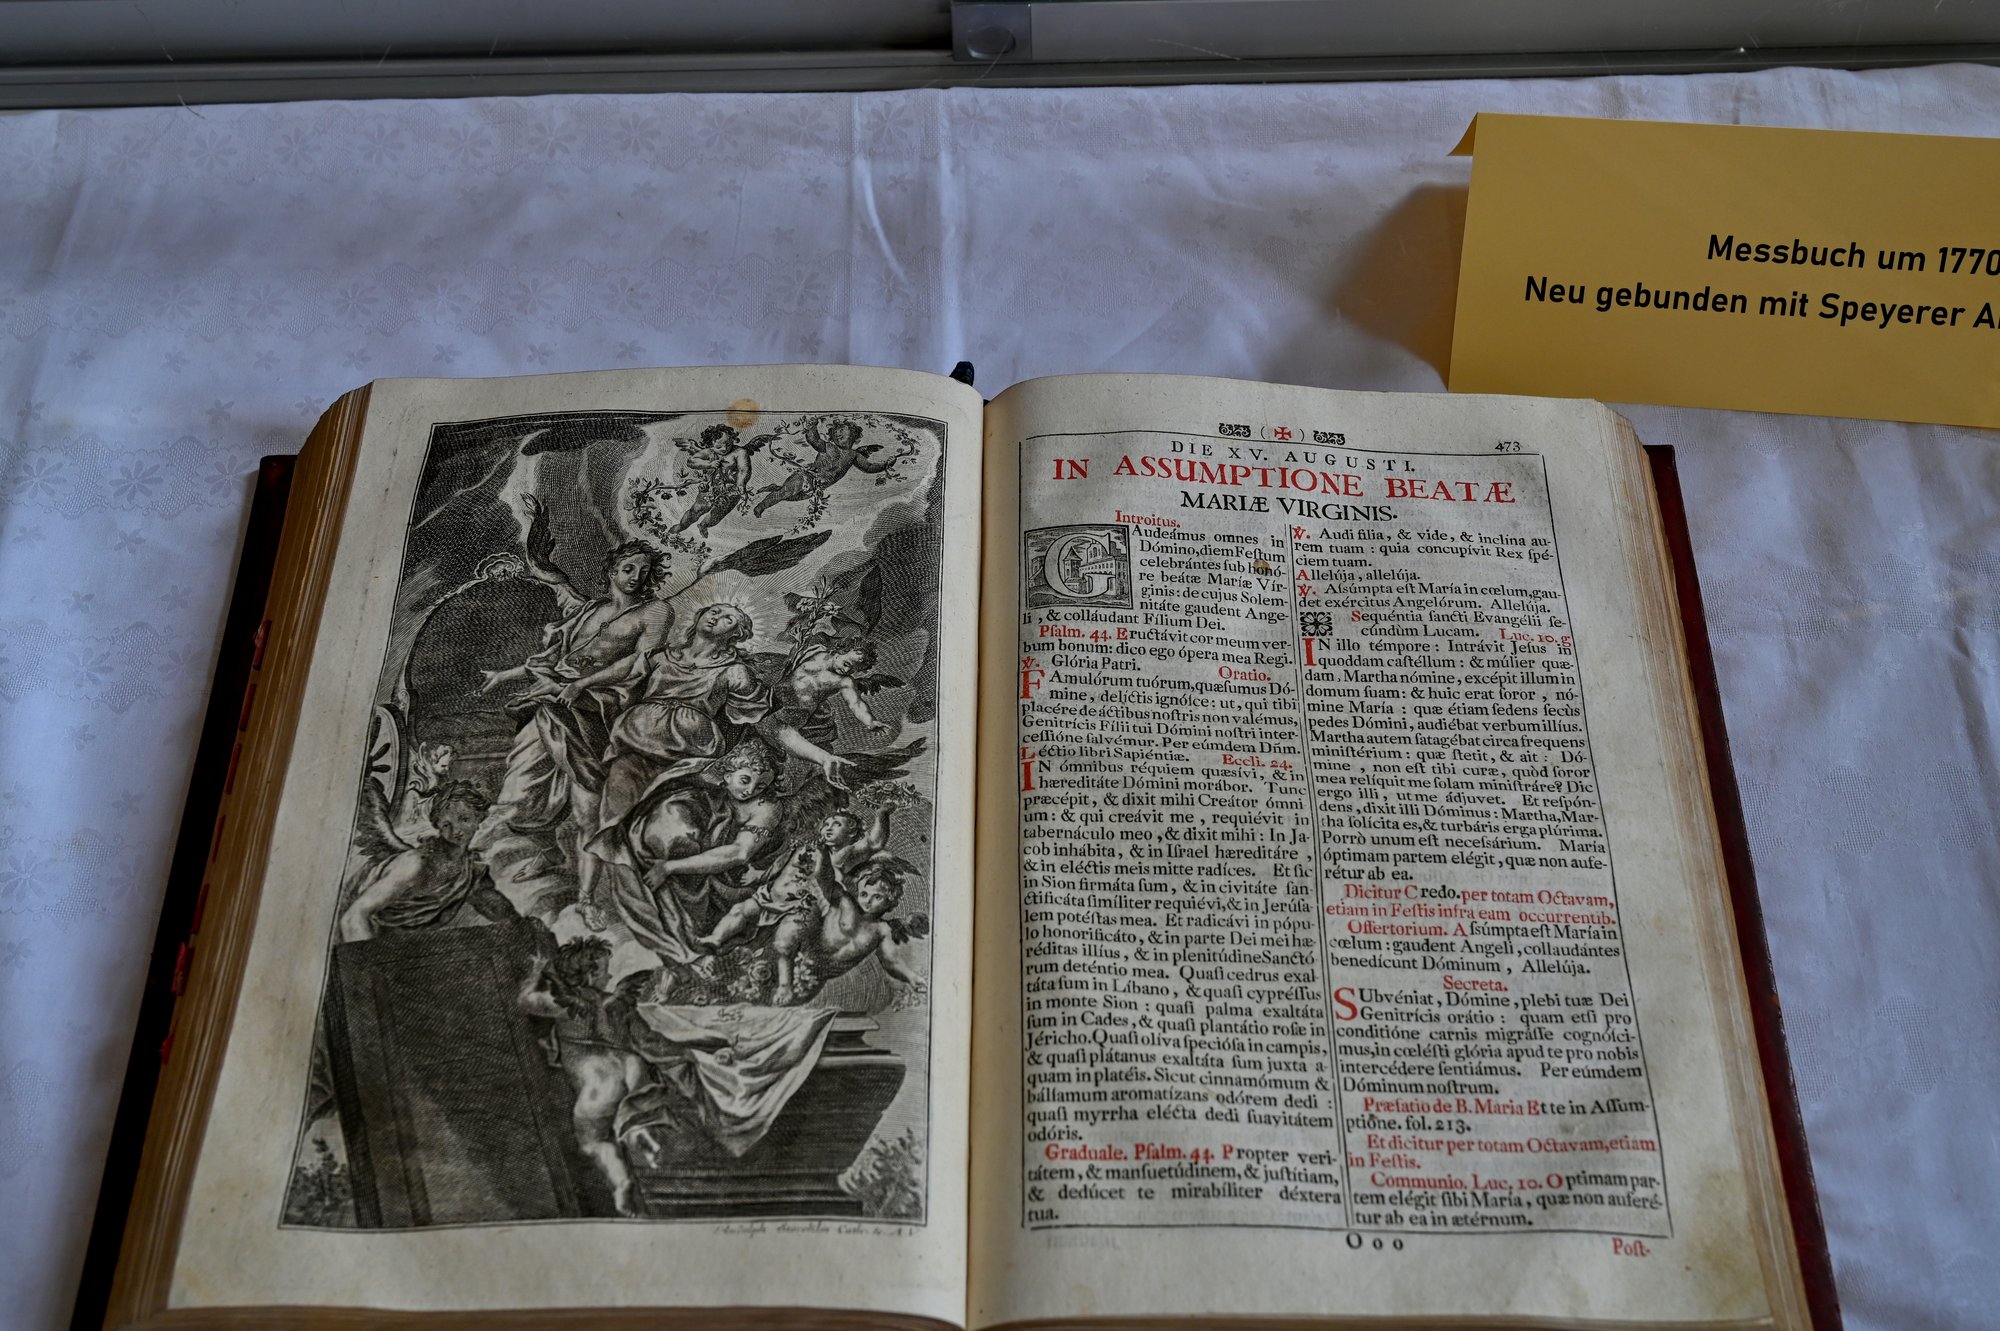 Messbuch um 1770
Neu gebunden mit Speyerer
( ✠ )
473
DIE XV. AUGUSTI.
IN ASSUMPTIONE BEATÆ
MARIÆ VIRGINIS.
Introitus.
GAudeámus omnes in
Dómino, diem Feſtum
celebrántes ſub honó-
re beátæ Maríæ Vír-
ginis: de cujus Solem-
nitáte gaudent Ange-
li, & colláudant Fílium Dei.
Pſalm. 44. Eructávit cor meum ver-
bum bonum: dico ego ópera mea Regi.
℣. Glória Patri.
Oratio.
FAmulórum tuórum, quæſumus Dó-
mine, delíctis ignóſce: ut, qui tibi
placére de áctibus noſtris non valémus,
Genitrícis Fílii tui Dómini noſtri inter-
ceſſióne ſalvémur. Per eúmdem Dñm.
Léctio libri Sapiéntiæ. Eccli. 24.
IN ómnibus réquiem quæsívi, & in
hæreditáte Dómini morábor. Tunc
præcépit, & dixit mihi Creátor ómni
um: & qui creávit me, requiévit in
tabernáculo meo, & dixit mihi: In Ja-
cob inhábita, & in Iſrael hæreditáre,
& in eléctis meis mitte radíces. Et ſic
in Sion firmáta ſum, & in civitáte ſan-
ctificáta ſimíliter requiévi, & in Jerúſa-
lem potéſtas mea. Et radicávi in pópu-
lo honorificáto, & in parte Dei mei hæ-
réditas illíus, & in plenitúdine Sanctó
rum deténtio mea. Quaſi cedrus exal-
táta ſum in Líbano, & quaſi cypréſſus
in monte Sion: quaſi palma exaltáta
ſum in Cades, & quaſi plantátio roſæ in
Jéricho. Quaſi oliva ſpecióſa in campis,
& quaſi plátanus exaltáta ſum juxta a-
quam in platéis. Sicut cinnamómum &
bálſamum aromatízans odórem dedi:
quaſi myrrha elécta dedi ſuavitátem
odóris.
Graduale. Pſalm. 44. Propter veri-
tátem, & manſuetúdinem, & juſtítiam,
& dedúcet te mirabíliter déxtera
tua.
℣. Audi filia, & vide, & inclína au-
rem tuam: quia concupívit Rex ſpé-
ciem tuam.
Allelúja, allelúja.
℣. Aſsúmpta eſt María in cœlum, gau-
det exércitus Angelórum. Allelúja.
Sequéntia ſancti Evangélii ſe-
cúndùm Lucam. Luc. 10. g
IN illo témpore: Intrávit Jeſus in
quoddam caſtéllum: & múlier quæ-
dam, Martha nómine, excépit illum in
domum ſuam: & huic erat ſoror, nó-
mine María: quæ étiam ſedens ſecùs
pedes Dómini, audiébat verbum illíus.
Martha autem ſatagébat circa frequens
miniſtérium: quæ ſtetit, & ait: Dó-
mine, non eſt tibi curæ, quòd ſoror
mea relíquit me ſolam miniſtráre? Dic
ergo illi, ut me ádjuvet. Et reſpón-
dens, dixit illi Dóminus: Martha, Mar-
tha ſolícita es, & turbáris erga plúrima.
Porrò unum eſt neceſsárium. María
óptimam partem elégit, quæ non aufe-
rétur ab ea.
Dicitur Credo. per totam Octavam,
etiam in Feſtis infra eam occurrentib.
Offertorium. Aſsúmpta eſt María in
cœlum: gaudent Angeli, collaudántes
benedícunt Dóminum, Allelúja.
Secreta.
SUbvéniat, Dómine, plebi tuæ Dei
Genitrícis orátio: quam etſi pro
conditióne carnis migráſſe cognóſci-
mus, in cœléſti glória apud te pro nobis
intercédere ſentiámus. Per eúmdem
Dóminum noſtrum.
Præfatio de B. Maria Et te in Aſſum-
ptióne. fol. 213.
Et dicitur per totam Octavam, etiam
in Feſtis.
Communio. Luc. 10. Optimam par-
tem elégit ſibi María, quæ non auferé-
tur ab ea in ætérnum.
Ooo
Poſt-